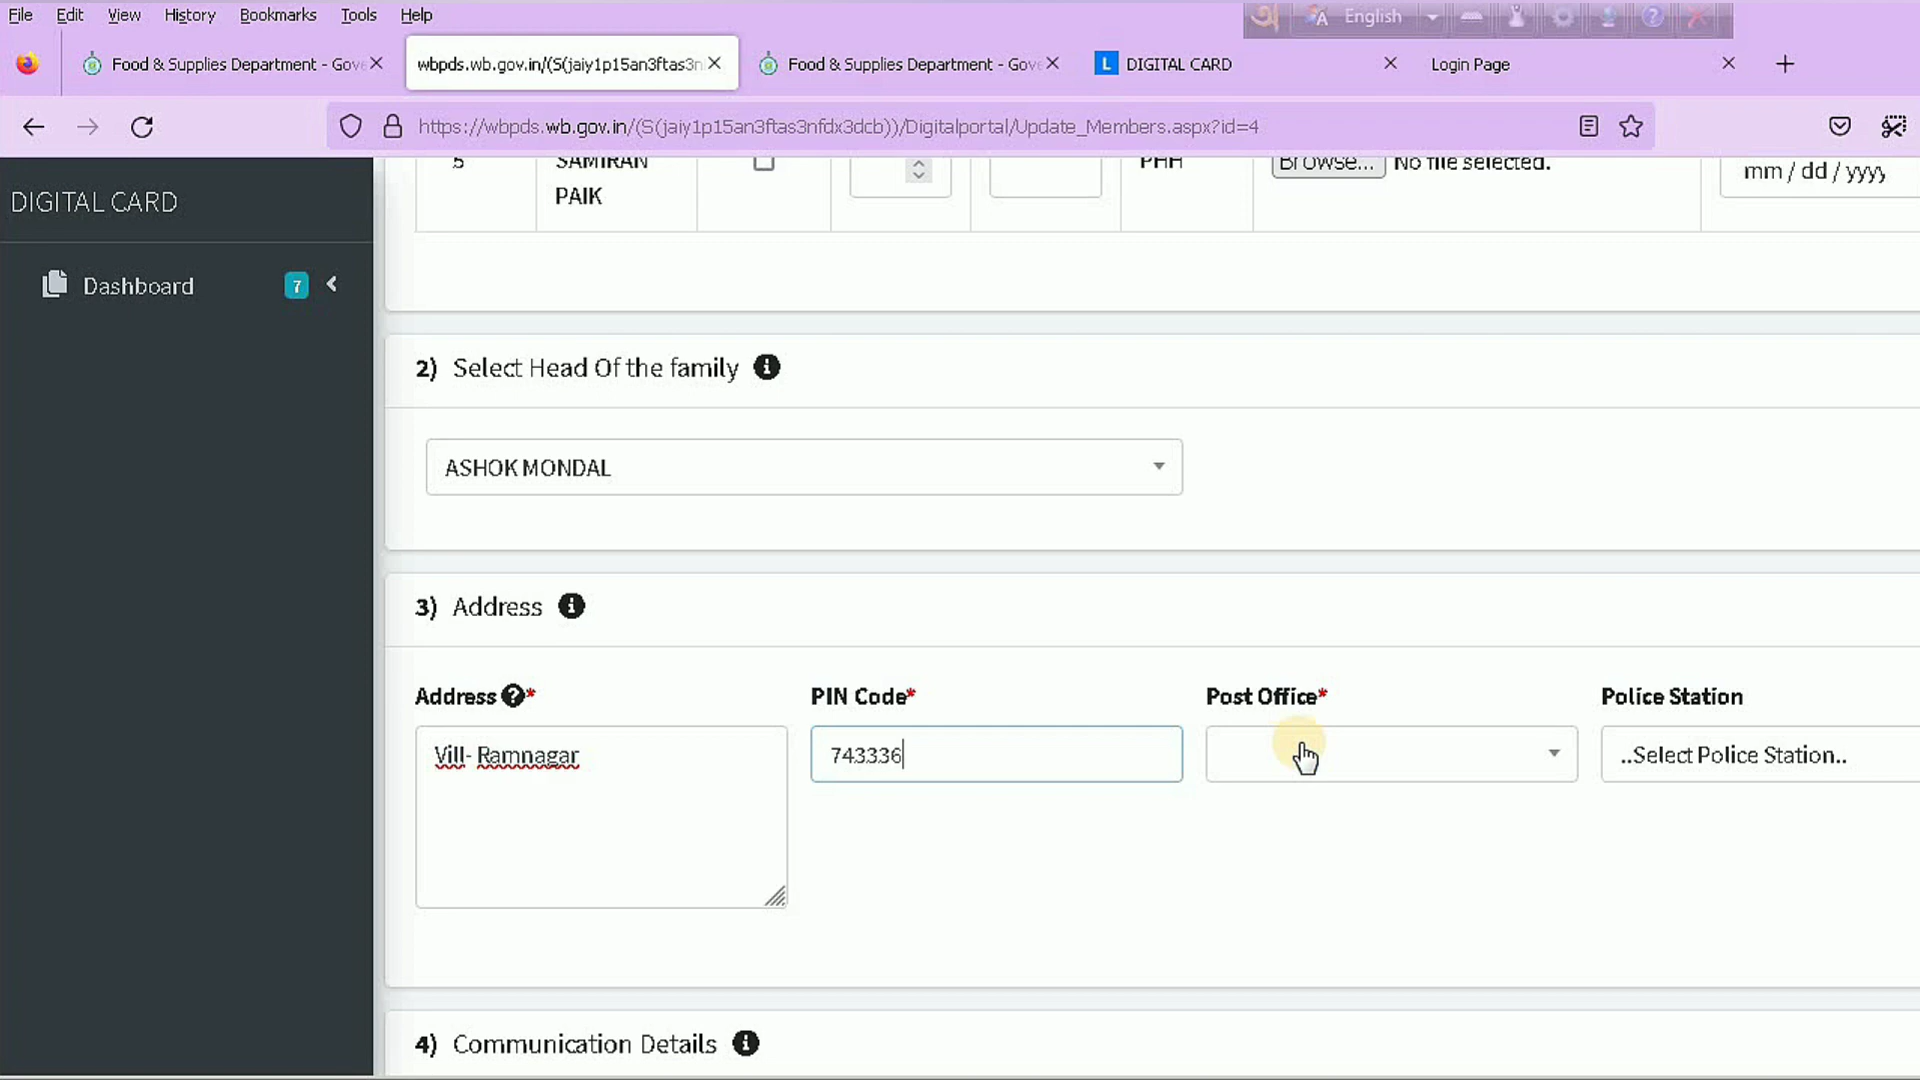 File Edit View History Bookmarks Tools Help
অ English
Food & Supplies Department - Gove
wbpds.wb.gov.in/(S(jaiy1p15an3ftas3n
Food & Supplies Department - Gove
L DIGITAL CARD
Login Page
https://wbpds.wb.gov.in/(S(jaiy1p15an3ftas3nfdx3dcb))/Digitalportal/Update_Members.aspx?id=4
DIGITAL CARD
Dashboard 7
5 SAMIRAN PHH Browse... No file selected. mm / dd / yyyy
PAIK
2) Select Head Of the family
ASHOK MONDAL
3) Address
Address* PIN Code* Post Office* Police Station
Vill- Ramnagar 743336 ..Select Police Station..
4) Communication Details